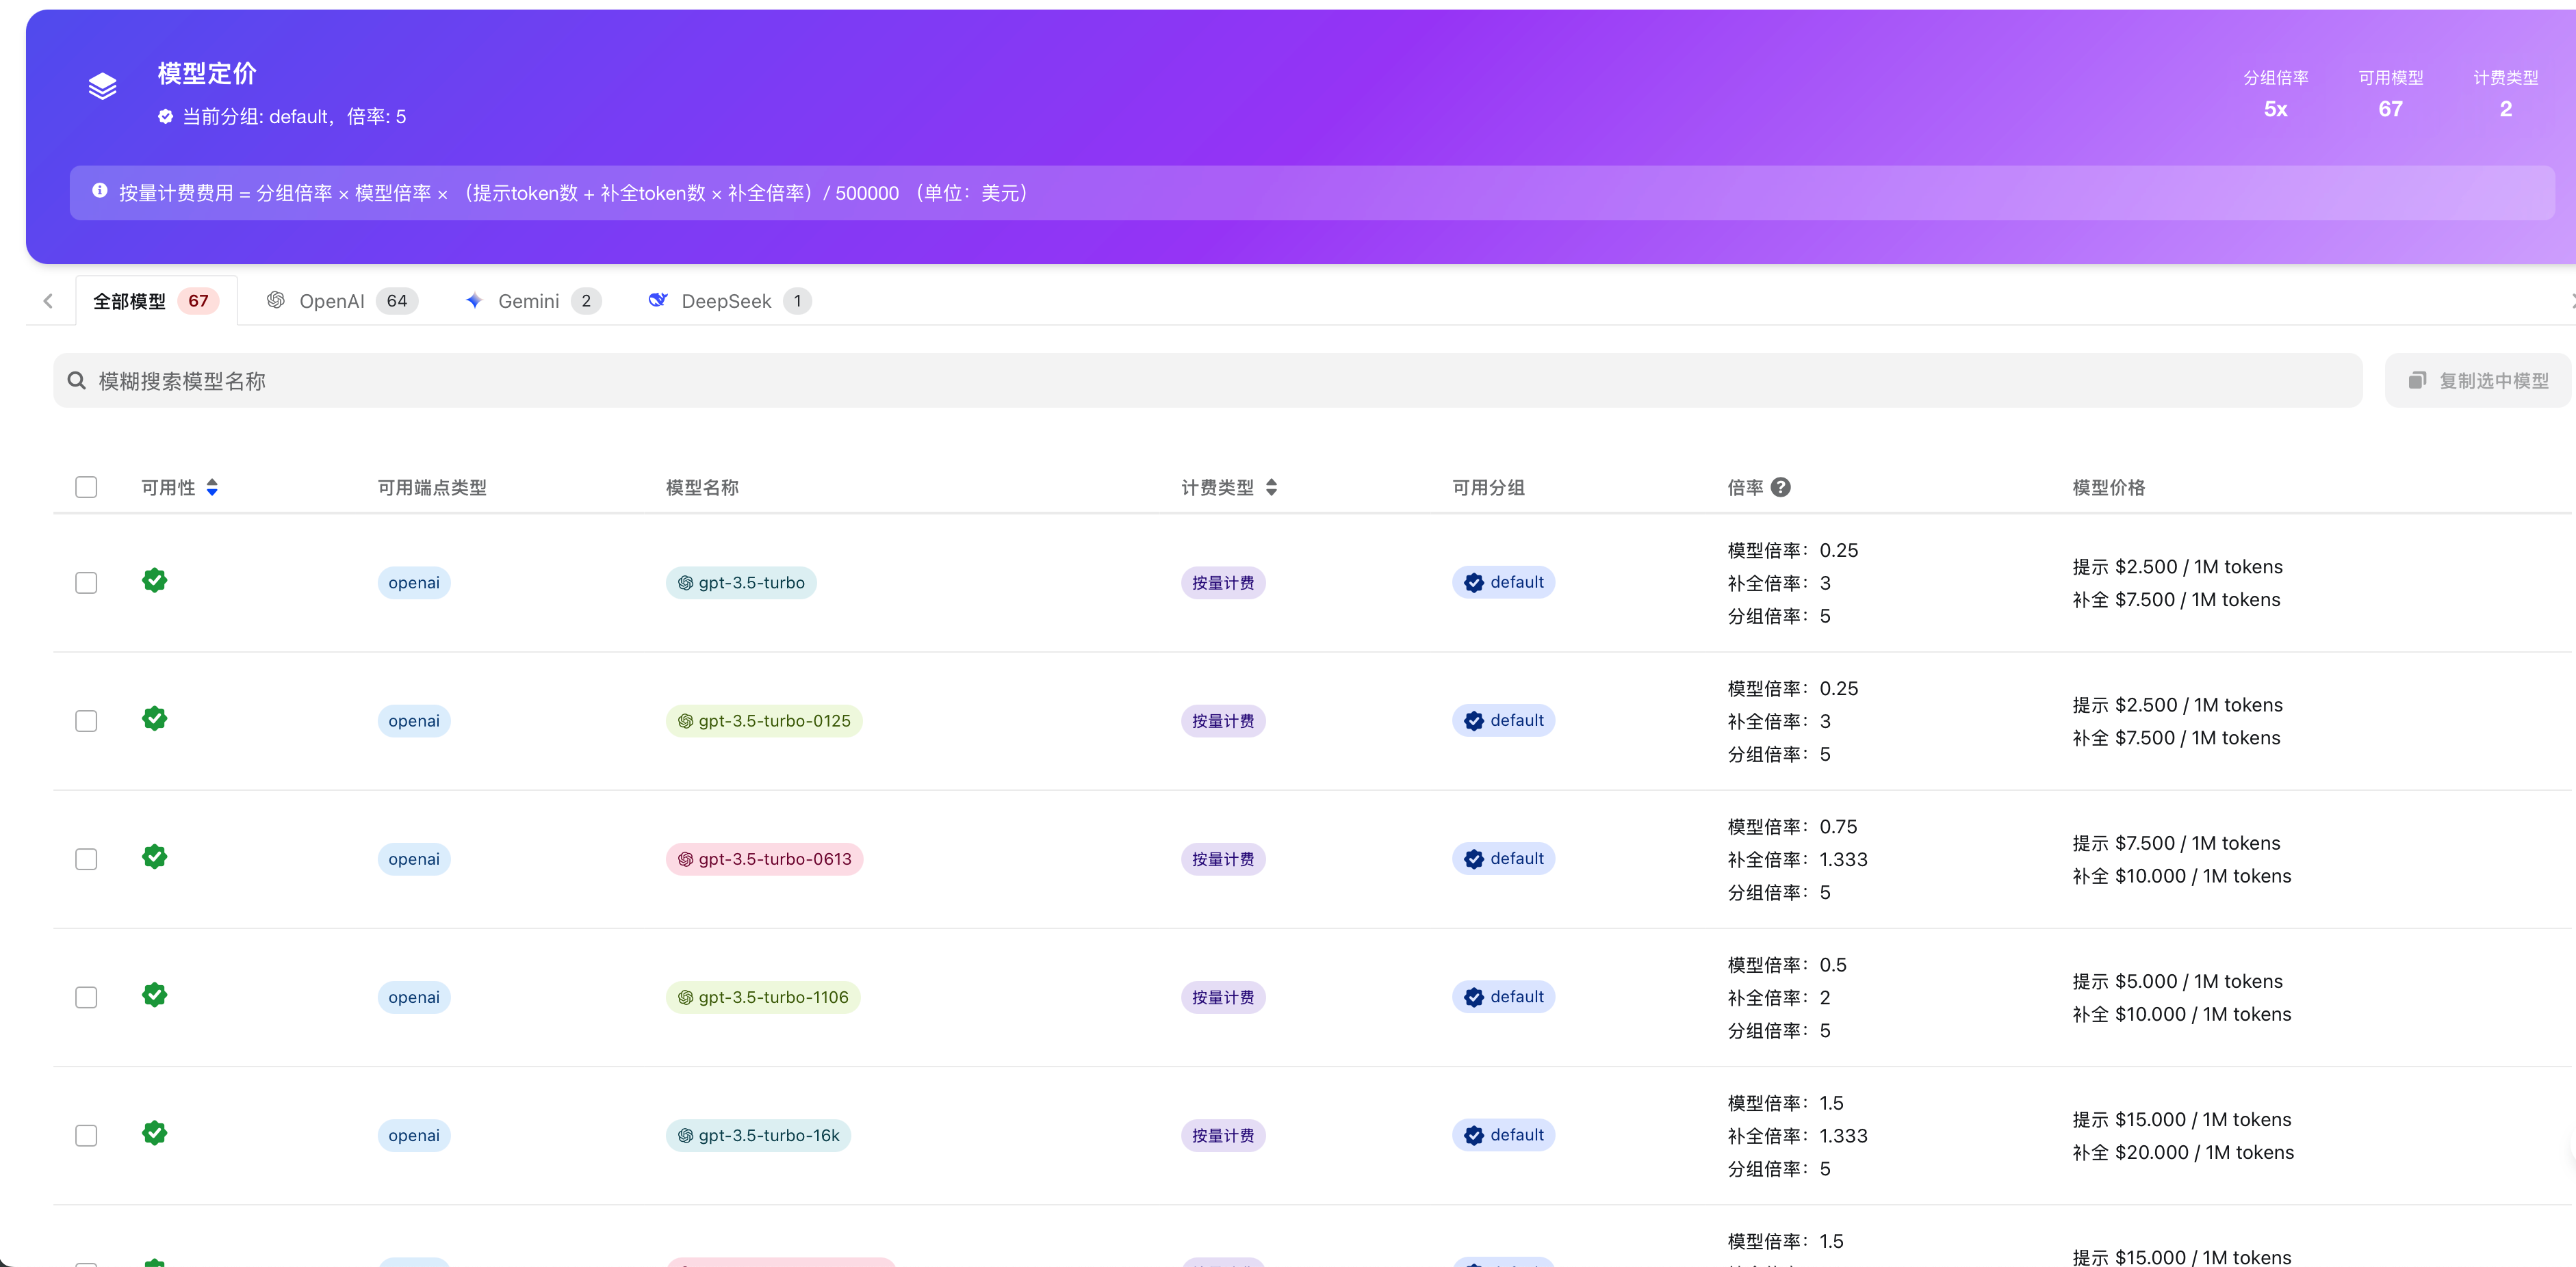 模型定价
当前分组: default，倍率: 5
分组倍率 可用模型 计费类型
5x 67 2
按量计费费用 = 分组倍率 × 模型倍率 × （提示token数 + 补全token数 × 补全倍率）/ 500000 （单位：美元）
全部模型 67 OpenAI 64 Gemini 2 DeepSeek 1
模糊搜索模型名称 复制选中模型
可用性 可用端点类型 模型名称 计费类型 可用分组 倍率 模型价格
openai gpt-3.5-turbo 按量计费 default
模型倍率：0.25
补全倍率：3
分组倍率：5
提示 $2.500 / 1M tokens
补全 $7.500 / 1M tokens
openai gpt-3.5-turbo-0125 按量计费 default
模型倍率：0.25
补全倍率：3
分组倍率：5
提示 $2.500 / 1M tokens
补全 $7.500 / 1M tokens
openai gpt-3.5-turbo-0613 按量计费 default
模型倍率：0.75
补全倍率：1.333
分组倍率：5
提示 $7.500 / 1M tokens
补全 $10.000 / 1M tokens
openai gpt-3.5-turbo-1106 按量计费 default
模型倍率：0.5
补全倍率：2
分组倍率：5
提示 $5.000 / 1M tokens
补全 $10.000 / 1M tokens
openai gpt-3.5-turbo-16k 按量计费 default
模型倍率：1.5
补全倍率：1.333
分组倍率：5
提示 $15.000 / 1M tokens
补全 $20.000 / 1M tokens
模型倍率：1.5
提示 $15.000 / 1M tokens